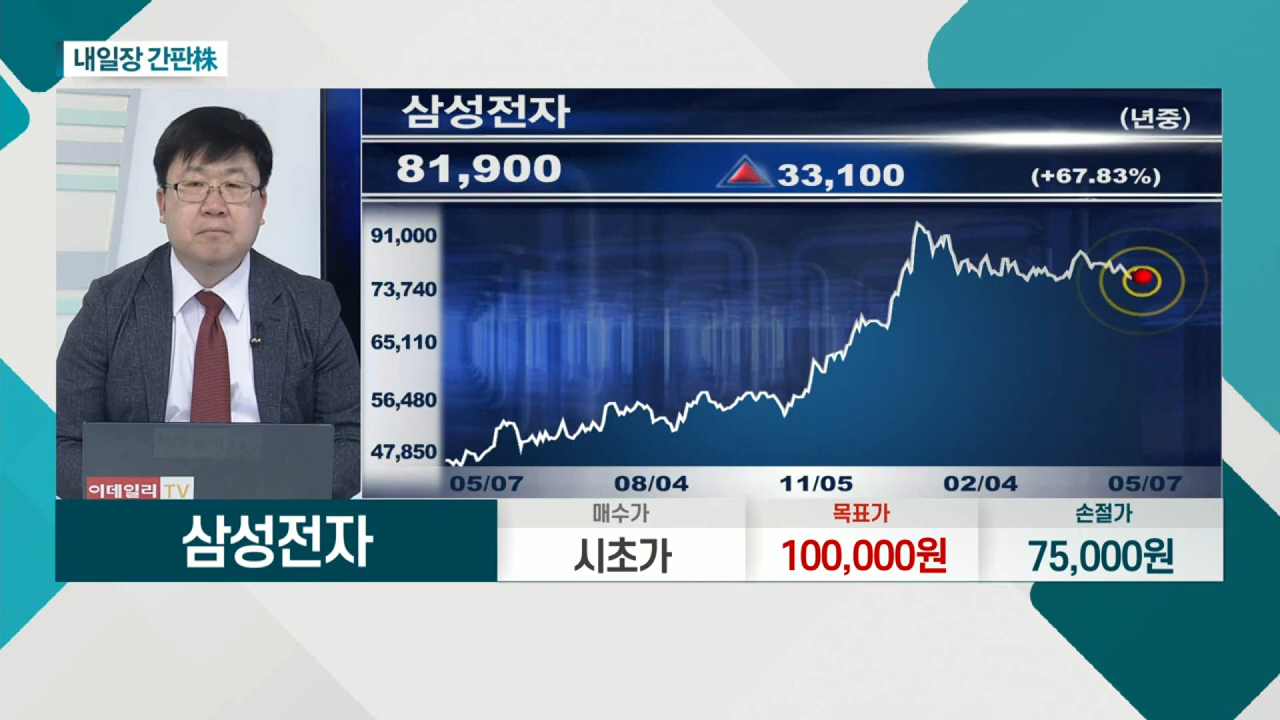 내일장 간판株
삼성전자
(년중)
81,900 ▲ 33,100 (+67.83%)
91,000
73,740
65,110
56,480
47,850
05/07 08/04 11/05 02/04 05/07
이데일리 TV
삼성전자
매수가
시초가
목표가
100,000원
손절가
75,000원